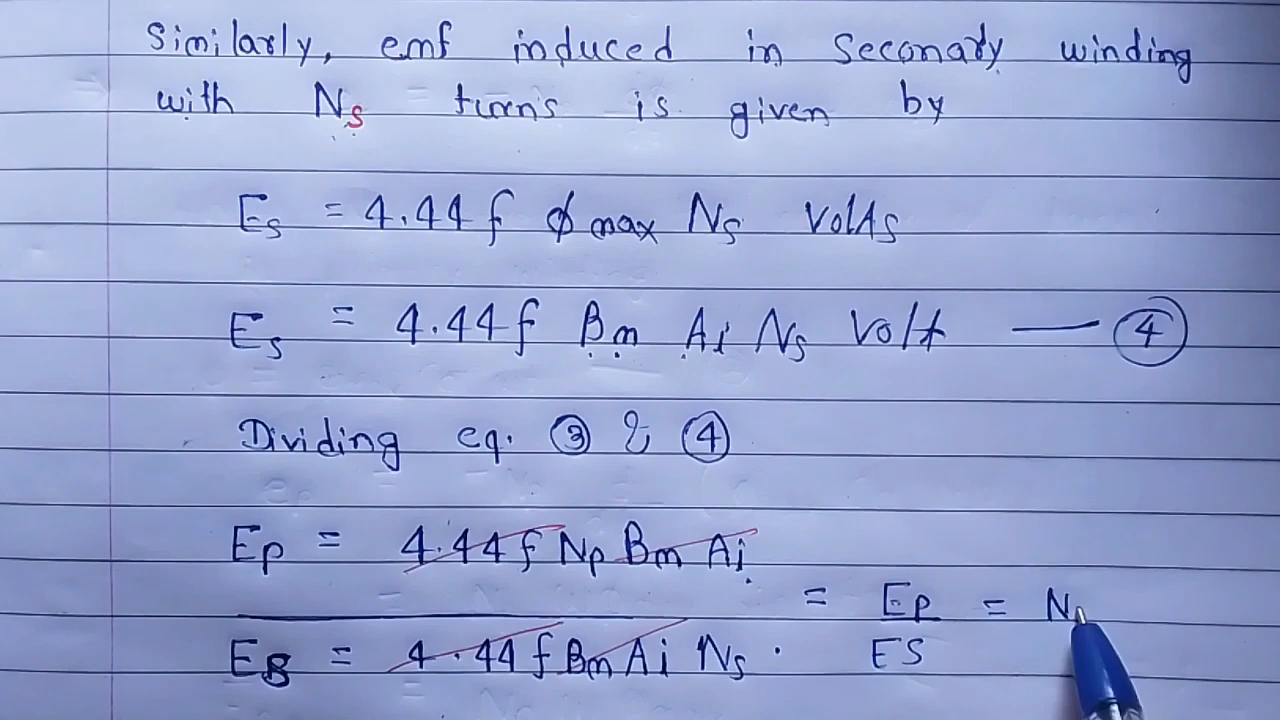 Similarly, emf induced in Seconady winding
with Ns turns is given by
Es = 4.44 f ϕ max Ns Volts
Es = 4.44 f Bm Ai Ns Volt — ④
Dividing eq. ③ & ④
Ep = 4.44 f Np Bm Ai
= Ep = N
Es = 4.44 f Bm Ai Ns .
ES